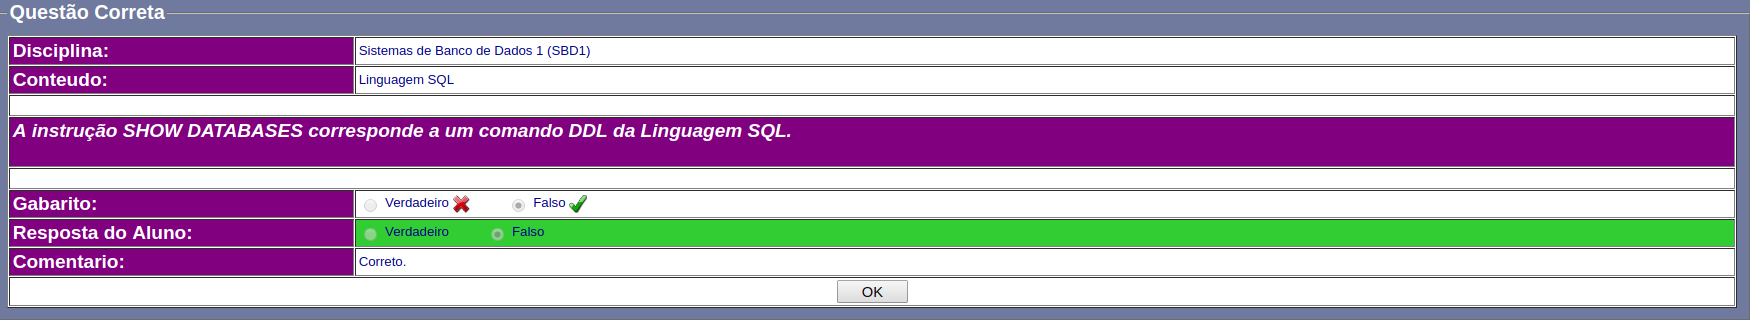 Questão Correta
Disciplina: Sistemas de Banco de Dados 1 (SBD1)
Conteudo: Linguagem SQL
A instrução SHOW DATABASES corresponde a um comando DDL da Linguagem SQL.
Gabarito: Verdadeiro Falso
Resposta do Aluno: Verdadeiro Falso
Comentario: Correto.
OK